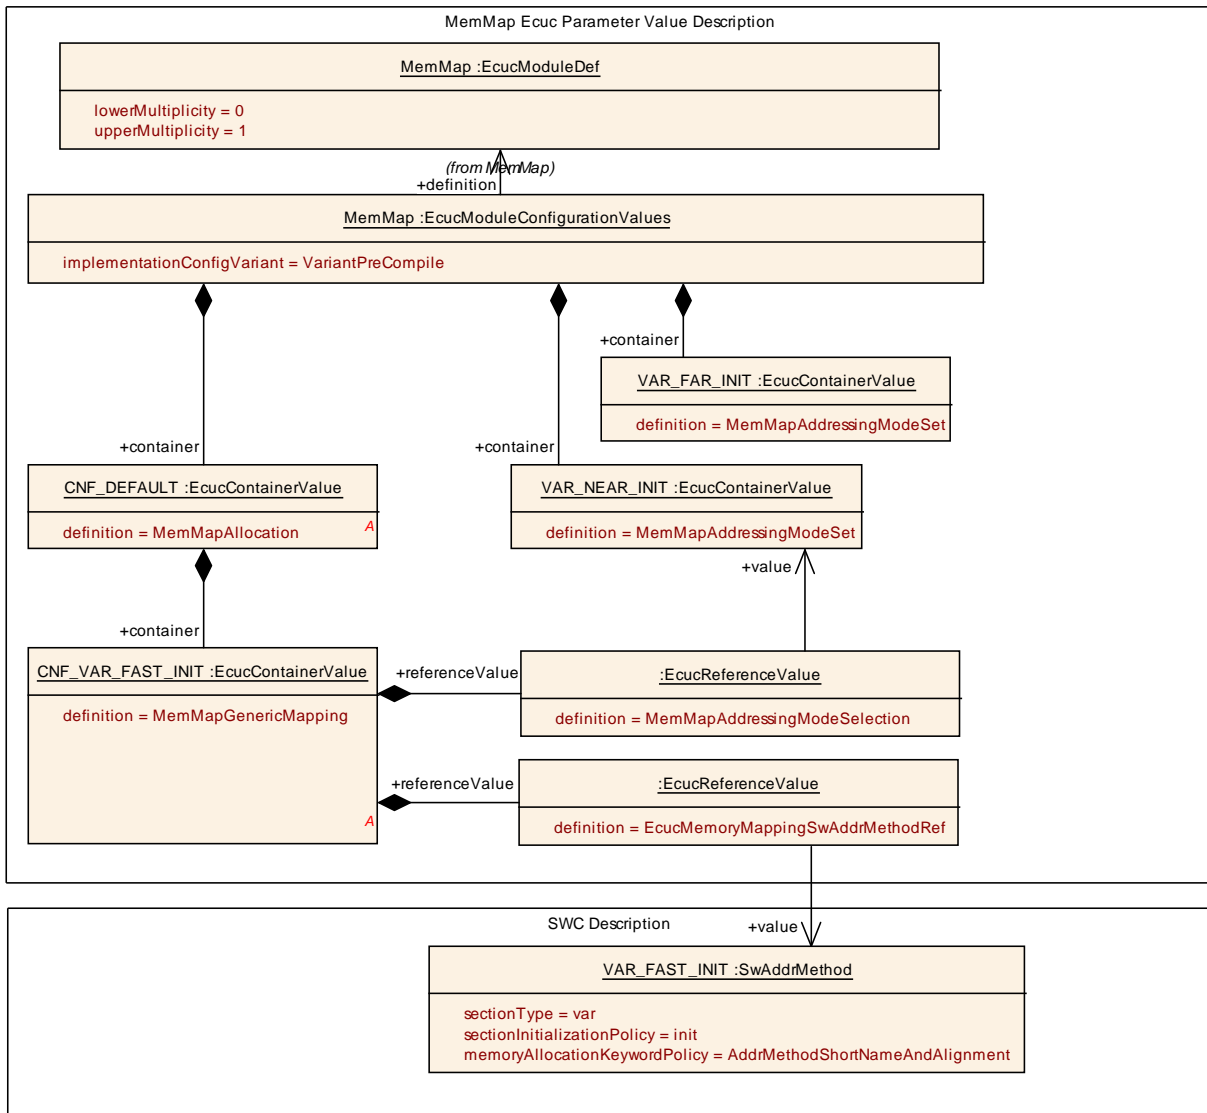 MemMap Ecuc Parameter Value Description
MemMap :EcucModuleDef
lowerMultiplicity = 0
upperMultiplicity = 1
(from MemMap)
+definition
MemMap :EcucModuleConfigurationValues
implementationConfigVariant = VariantPreCompile
+container
VAR_FAR_INIT :EcucContainerValue
definition = MemMapAddressingModeSet
+container
+container
CNF_DEFAULT :EcucContainerValue
definition = MemMapAllocation
A
VAR_NEAR_INIT :EcucContainerValue
definition = MemMapAddressingModeSet
+value
+container
CNF_VAR_FAST_INIT :EcucContainerValue
definition = MemMapGenericMapping
A
+referenceValue
:EcucReferenceValue
definition = MemMapAddressingModeSelection
+referenceValue
:EcucReferenceValue
definition = EcucMemoryMappingSwAddrMethodRef
SWC Description
+value
VAR_FAST_INIT :SwAddrMethod
sectionType = var
sectionInitializationPolicy = init
memoryAllocationKeywordPolicy = AddrMethodShortNameAndAlignment